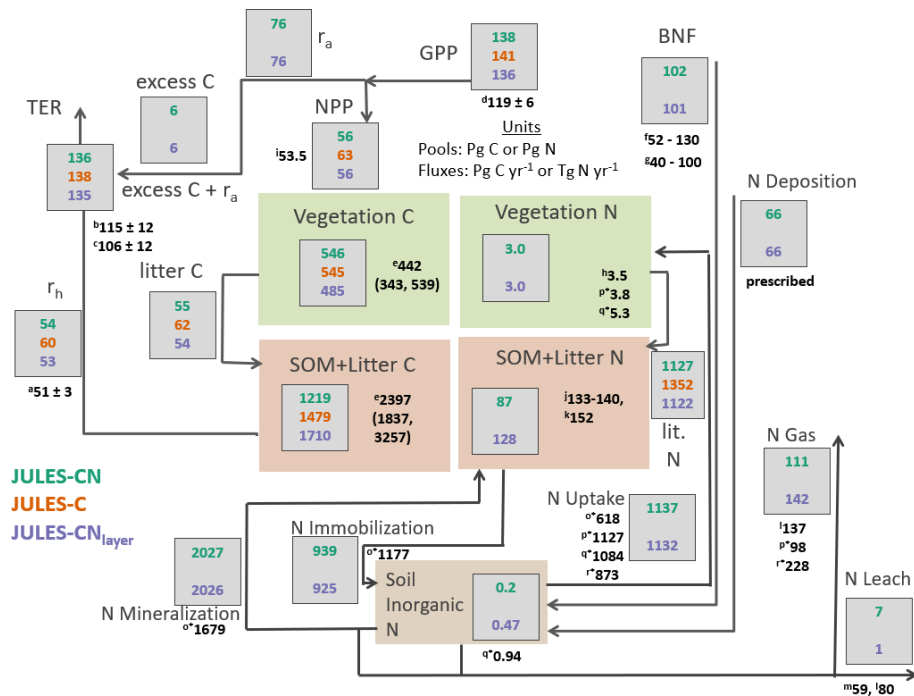 76
76
r_a
GPP
138
141
136
ᵈ119 ± 6
BNF
102
101
ᶠ52 - 130
ᵍ40 - 100
excess C
6
6
TER
NPP
56
63
56
ⁱ53.5
Units
Pools: Pg C or Pg N
Fluxes: Pg C yr⁻¹ or Tg N yr⁻¹
136
138
135
excess C + r_a
ᵇ115 ± 12
ᶜ106 ± 12
N Deposition
66
66
prescribed
Vegetation C
546
545
485
ᵉ442
(343, 539)
Vegetation N
3.0
3.0
ʰ3.5
ᵖ*3.8
q*5.3
litter C
55
62
54
r_h
54
60
53
ᵃ51 ± 3
SOM+Litter C
1219
1479
1710
ᵉ2397
(1837,
3257)
SOM+Litter N
87
128
ʲ133-140,
ᵏ152
1127
1352
1122
lit.
N
JULES-CN
JULES-C
JULES-CN_layer
N Gas
111
142
ˡ137
ᵖ*98
ʳ*228
N Uptake
ᵒ*618
ᵖ*1127
q*1084
ʳ*873
1137
1132
N Immobilization
939
925
ᵒ*1177
2027
2026
N Mineralization
ᵒ*1679
Soil
Inorganic
N
0.2
0.47
q*0.94
N Leach
7
1
ᵐ59, ˡ80